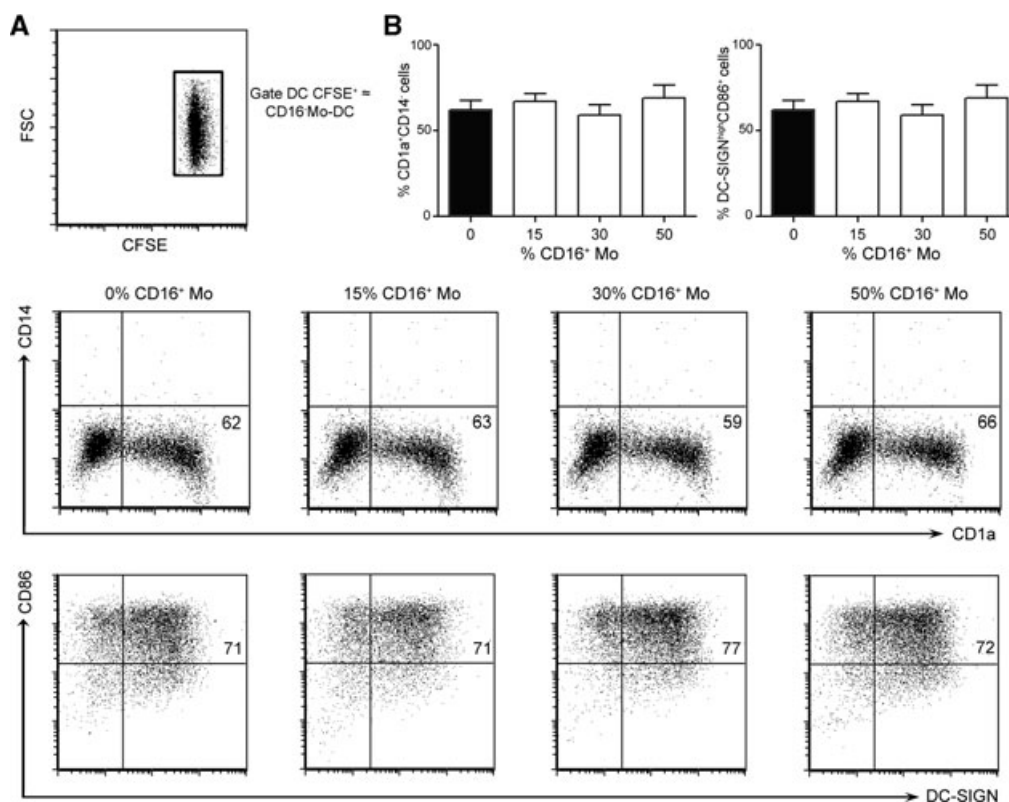 A
FSC
CFSE
Gate DC CFSE⁺ =
CD16⁻Mo-DC
B
% CD1a⁺CD14⁻ cells
100
50
0
0 15 30 50
% CD16⁺ Mo
% DC-SIGNʰⁱᵍʰCD86⁺ cells
100
50
0
0 15 30 50
% CD16⁺ Mo
0% CD16⁺ Mo
15% CD16⁺ Mo
30% CD16⁺ Mo
50% CD16⁺ Mo
CD14
62
63
59
66
CD1a
CD86
71
71
77
72
DC-SIGN